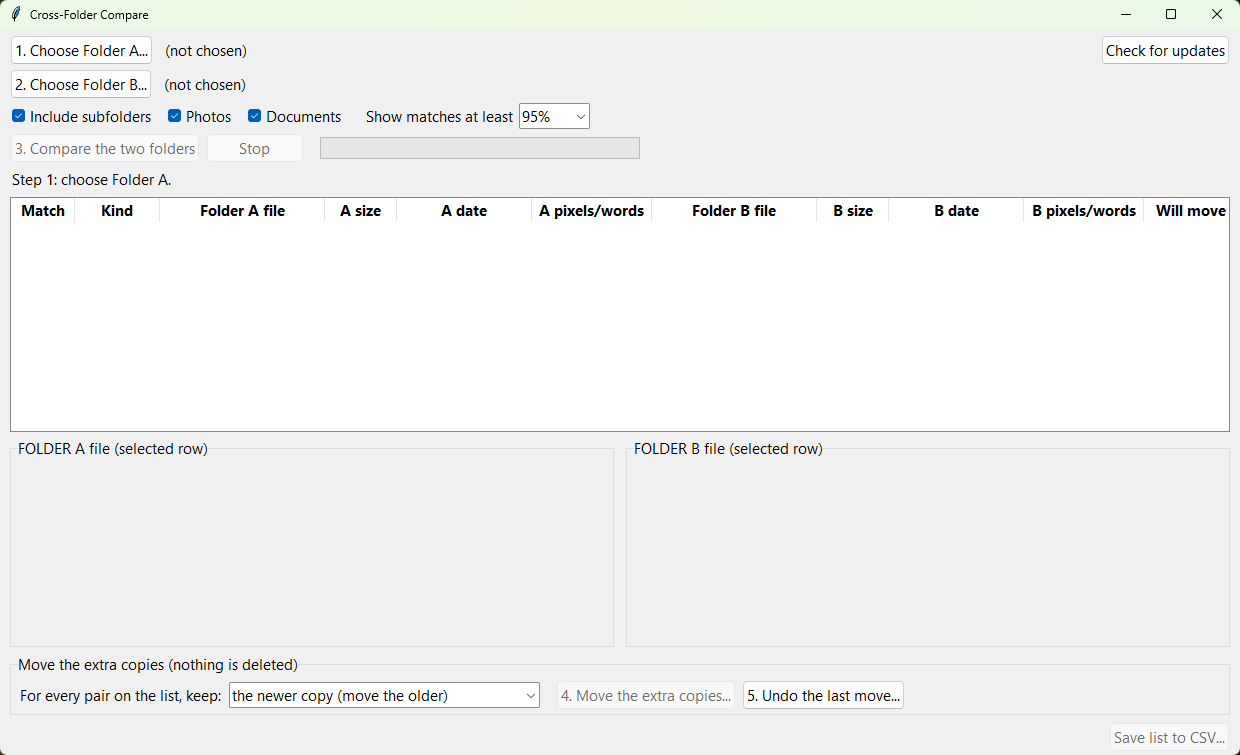 Cross-Folder Compare
1. Choose Folder A... (not chosen) Check for updates
2. Choose Folder B... (not chosen)
Include subfolders Photos Documents Show matches at least 95%
3. Compare the two folders Stop
Step 1: choose Folder A.
Match Kind Folder A file A size A date A pixels/words Folder B file B size B date B pixels/words Will move
FOLDER A file (selected row) FOLDER B file (selected row)
Move the extra copies (nothing is deleted)
For every pair on the list, keep: the newer copy (move the older) 4. Move the extra copies... 5. Undo the last move...
Save list to CSV...